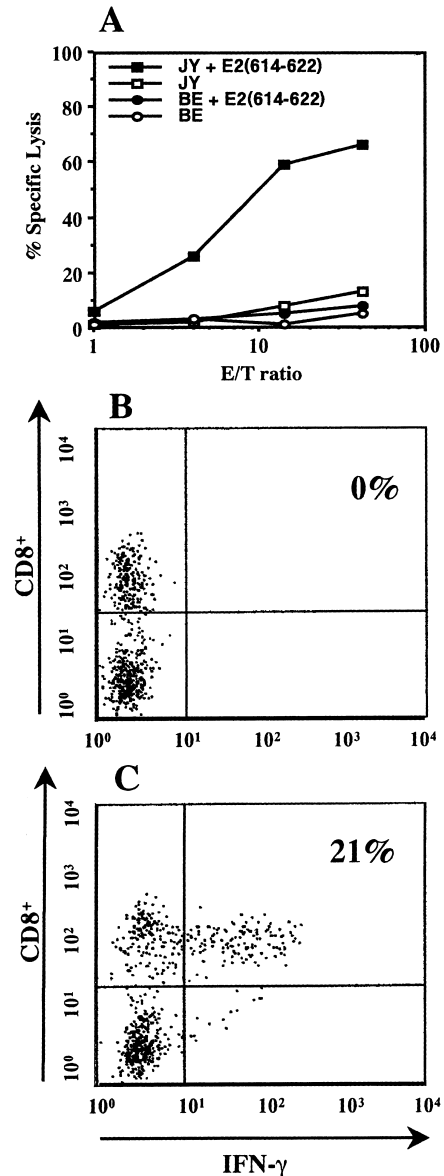 A
100
80
60
40
20
0
% Specific Lysis
JY + E2(614-622)
JY
BE + E2(614-622)
BE
1
10
100
E/T ratio
B
CD8⁺
10⁴
10³
10²
10¹
10⁰
0%
10⁰
10¹
10²
10³
10⁴
C
CD8⁺
10⁴
10³
10²
10¹
10⁰
21%
10⁰
10¹
10²
10³
10⁴
IFN-γ